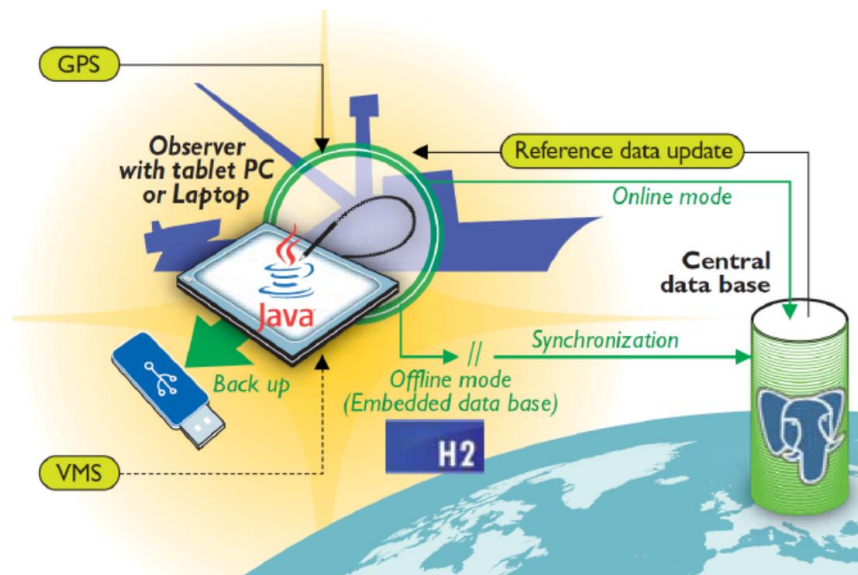 GPS
Observer
with tablet PC
or Laptop
Reference data update
Online mode
Central
data base
Java
Synchronization
Back up
Offline mode
(Embedded data base)
//
H2
VMS